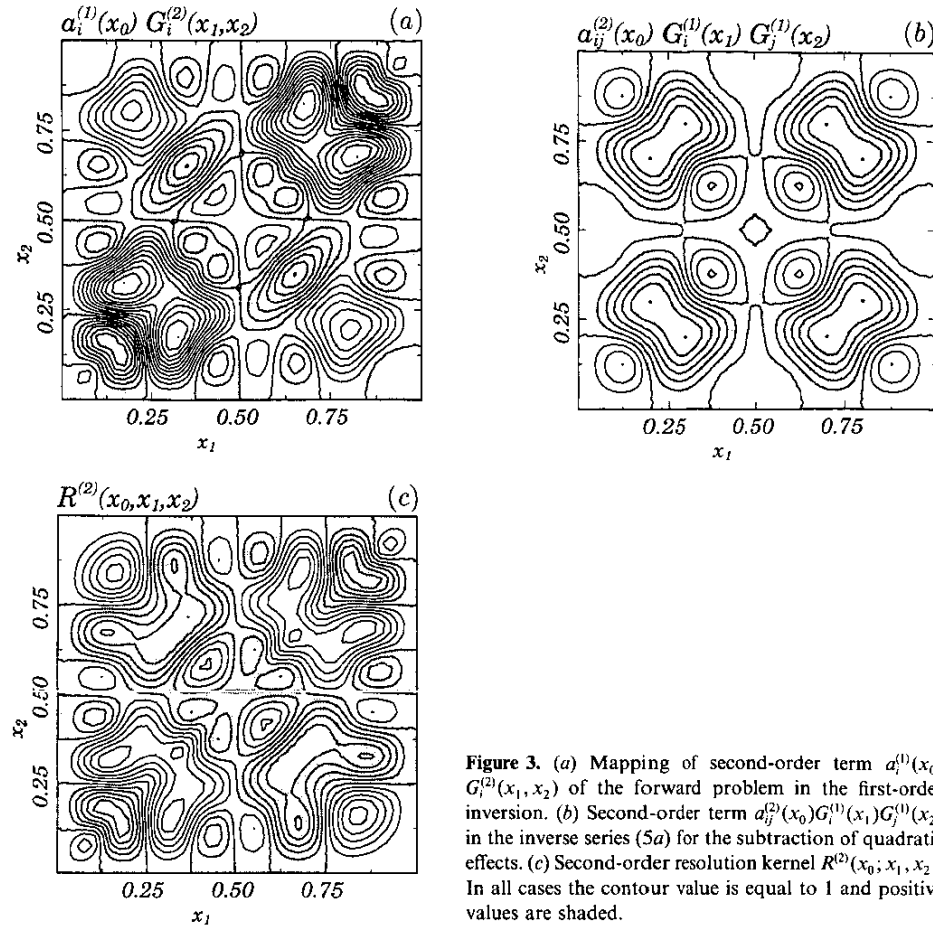 a_i^{(1)}(x_0) G_i^{(2)}(x_1,x_2) (a)
0.75
0.50
0.25
x_2
0.25 0.50 0.75
x_1
a_{ij}^{(2)}(x_0) G_i^{(1)}(x_1) G_j^{(1)}(x_2) (b)
0.75
0.50
0.25
x_2
0.25 0.50 0.75
x_1
R^{(2)}(x_0,x_1,x_2) (c)
0.75
0.50
0.25
x_2
0.25 0.50 0.75
x_1
Figure 3. (a) Mapping of second-order term a_i^{(1)}(x_0
G_i^{(2)}(x_1, x_2) of the forward problem in the first-orde
inversion. (b) Second-order term a_{ij}^{(2)}(x_0)G_i^{(1)}(x_1)G_j^{(1)}(x_2
in the inverse series (5a) for the subtraction of quadrati
effects. (c) Second-order resolution kernel R^{(2)}(x_0; x_1, x_2
In all cases the contour value is equal to 1 and positiv
values are shaded.